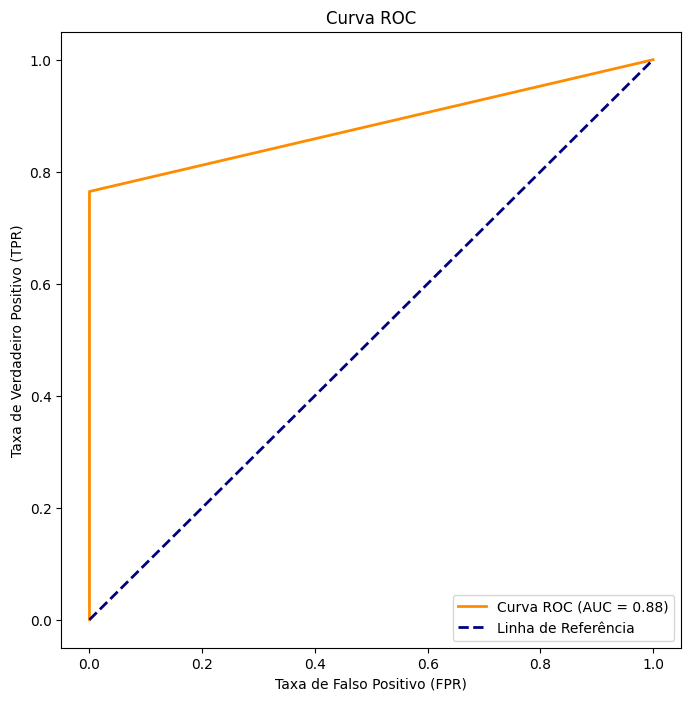 Curva ROC
Taxa de Verdadeiro Positivo (TPR)
1.0
0.8
0.6
0.4
0.2
0.0
0.0 0.2 0.4 0.6 0.8 1.0
Taxa de Falso Positivo (FPR)
Curva ROC (AUC = 0.88)
Linha de Referência